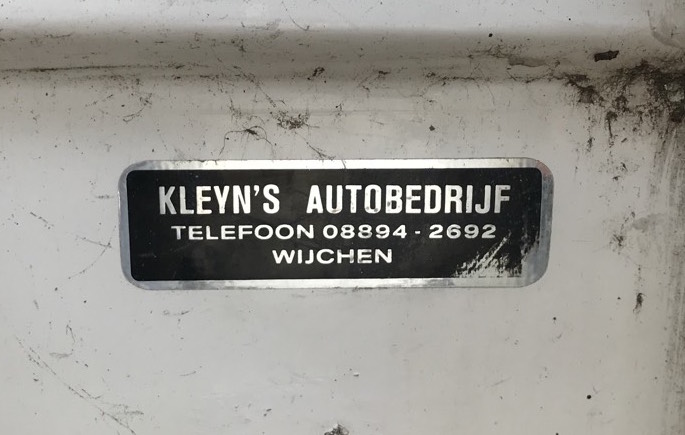 KLEYN'S AUTOBEDRIJF
TELEFOON 08894-2692
WIJCHEN